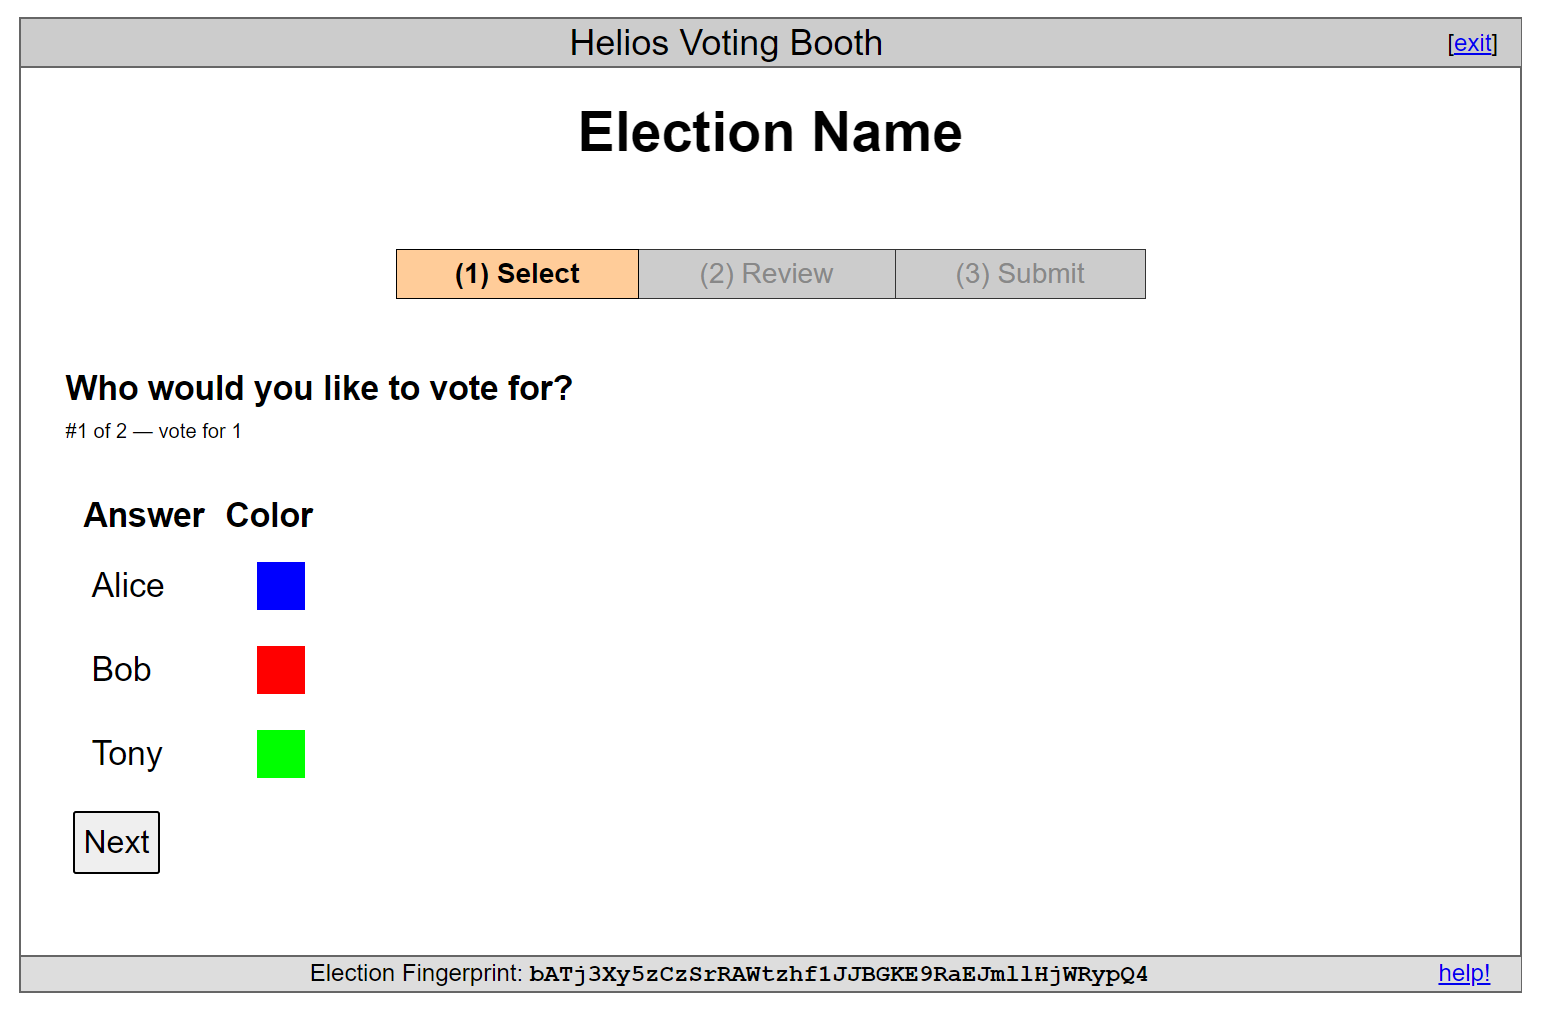 Helios Voting Booth [exit]
Election Name
(1) Select (2) Review (3) Submit
Who would you like to vote for?
#1 of 2 — vote for 1
Answer Color
Alice
Bob
Tony
Next
Election Fingerprint: bATj3Xy5zCzSrRAWtzhf1JJBGKE9RaEJmllHjWRypQ4 help!